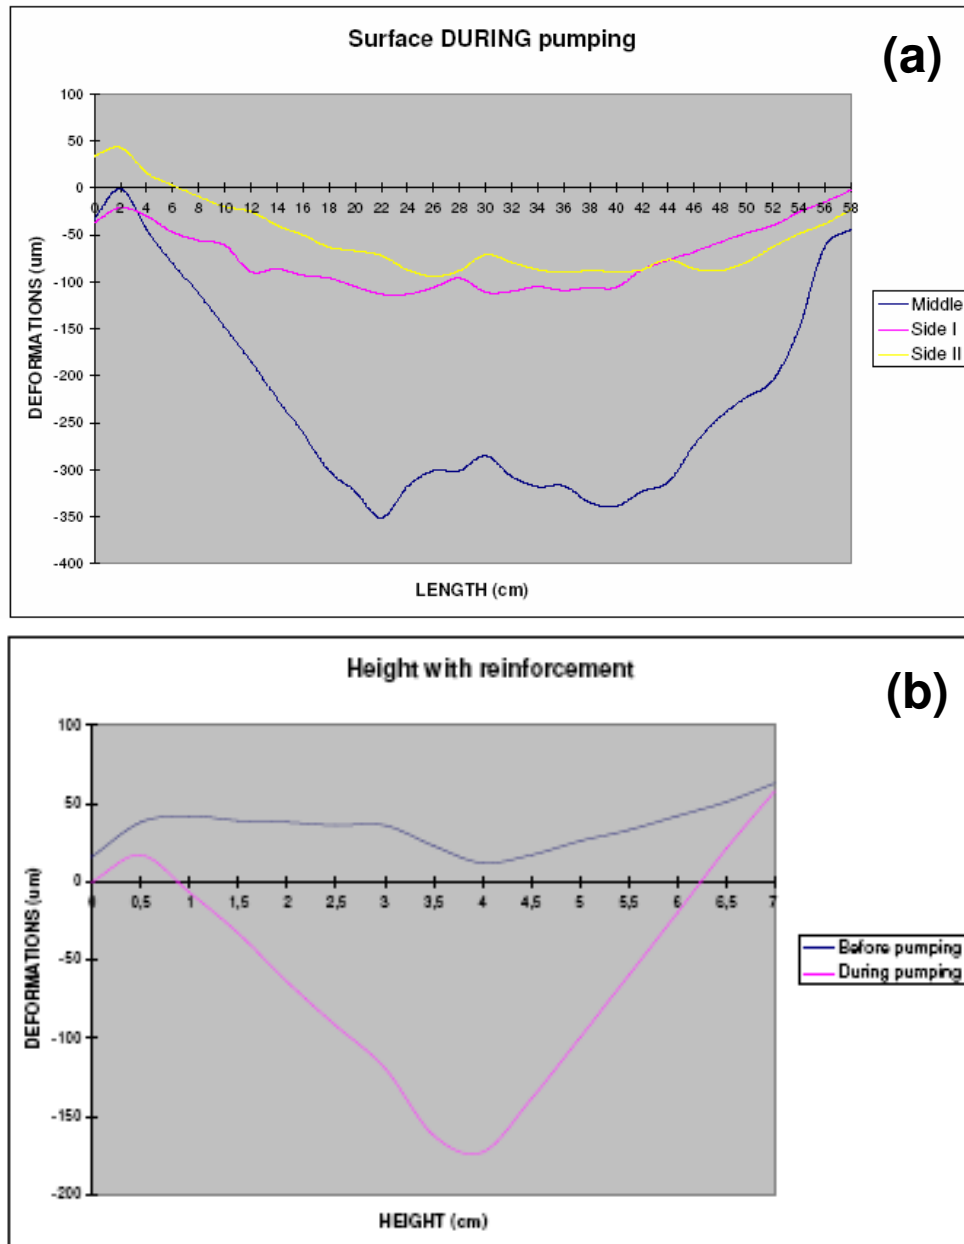 Surface DURING pumping
(a)
100
50
0
0 2 4 6 8 10 12 14 16 18 20 22 24 26 28 30 32 34 36 38 40 42 44 46 48 50 52 54 56 58
-50
-100
-150
-200
-250
-300
-350
-400
DEFORMATIONS (um)
LENGTH (cm)
Middle
Side I
Side II
Height with reinforcement
(b)
100
50
0
0 0,5 1 1,5 2 2,5 3 3,5 4 4,5 5 5,5 6 6,5 7
-50
-100
-150
-200
DEFORMATIONS (um)
HEIGHT (cm)
Before pumping
During pumping